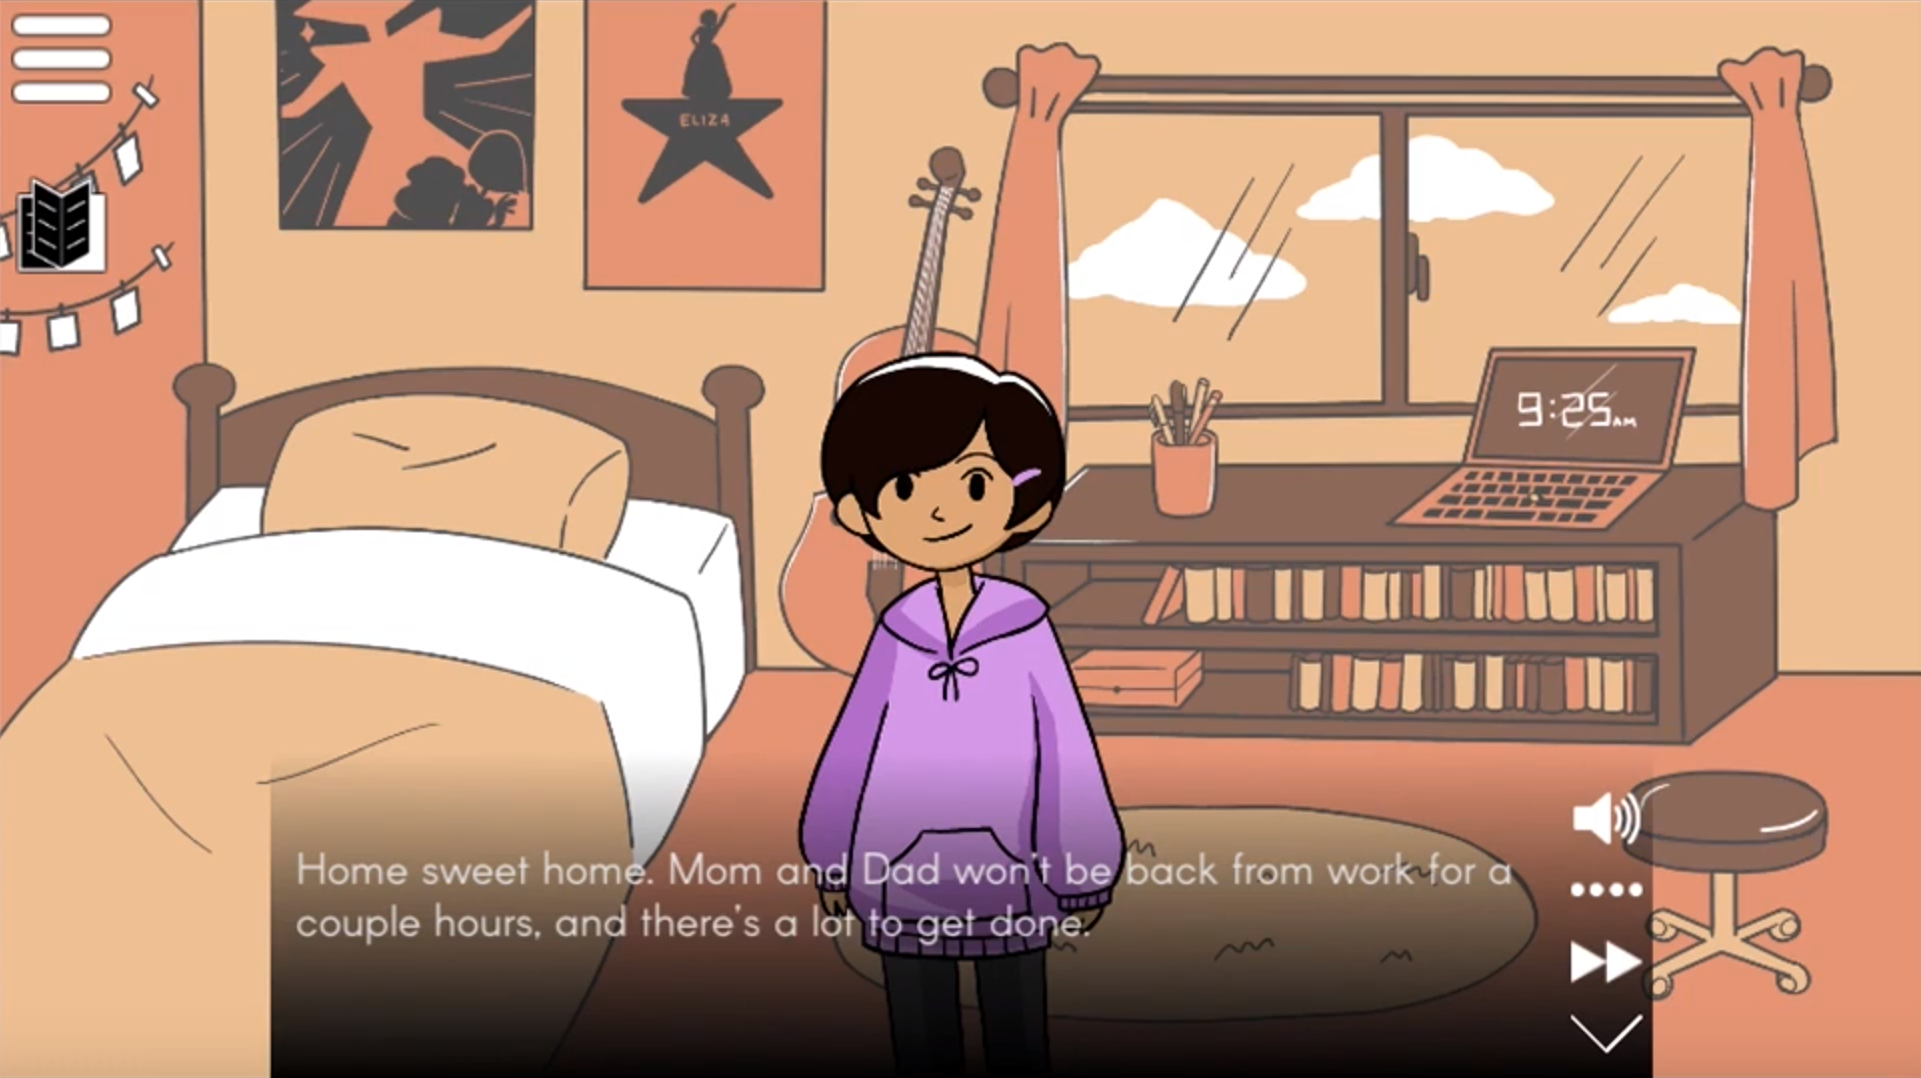 ELIZA
9:25AM
Home sweet home. Mom and Dad won't be back from work for a
couple hours, and there's a lot to get done.